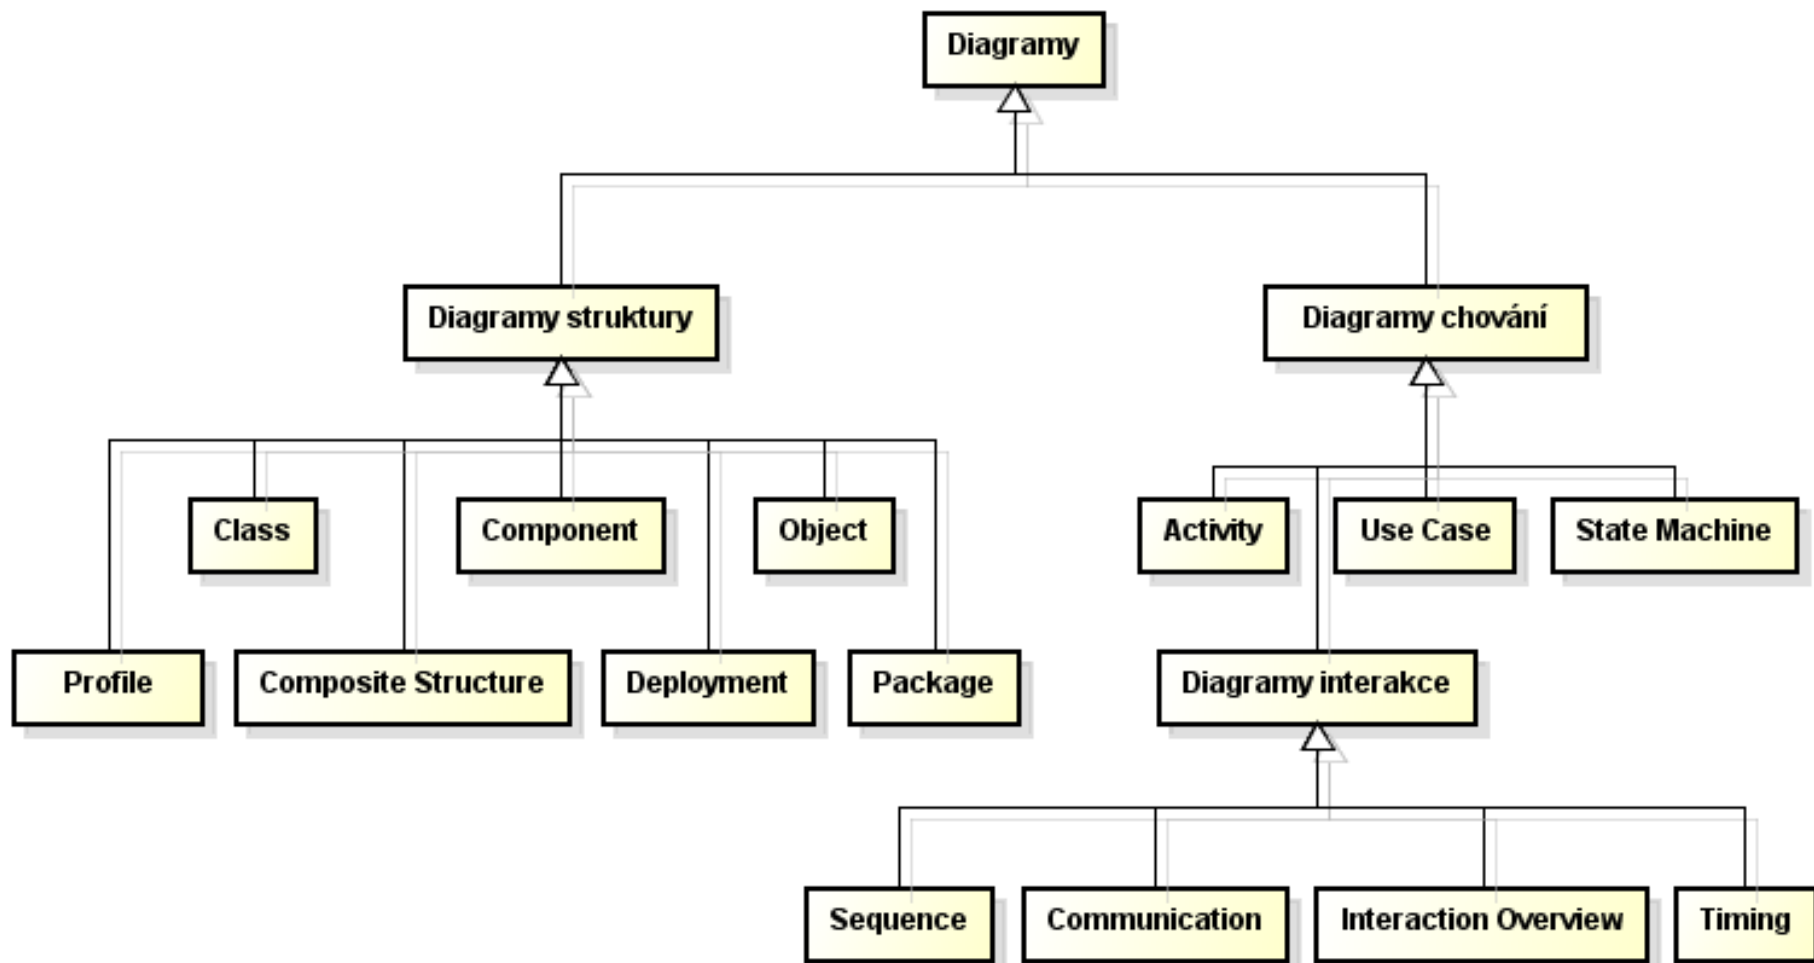 Diagramy
Diagramy struktury
Diagramy chování
Class
Component
Object
Activity
Use Case
State Machine
Profile
Composite Structure
Deployment
Package
Diagramy interakce
Sequence
Communication
Interaction Overview
Timing